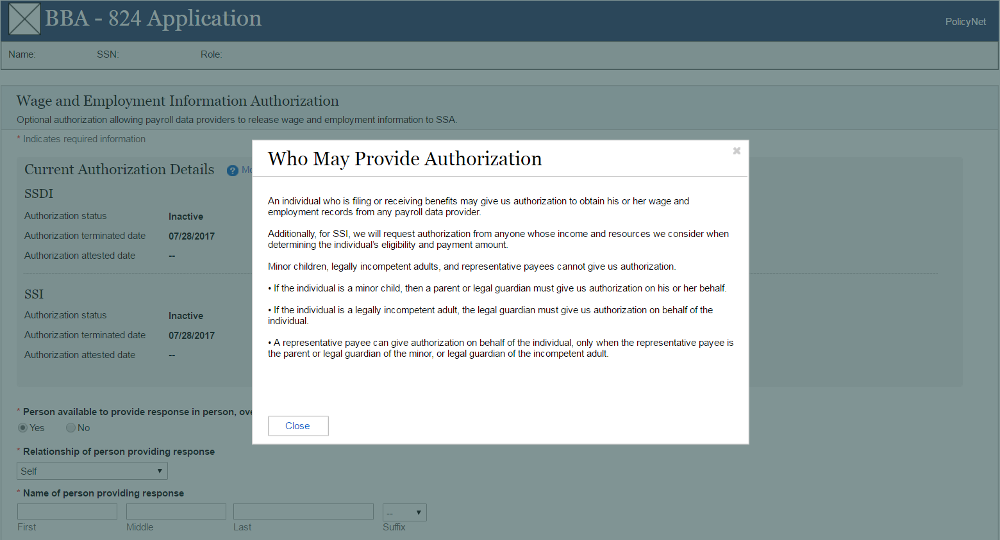 BBA - 824 Application
PolicyNet
Name: SSN: Role:
Wage and Employment Information Authorization
Optional authorization allowing payroll data providers to release wage and employment information to SSA.
* Indicates required information
Current Authorization Details ?
SSDI
Authorization status Inactive
Authorization terminated date 07/28/2017
Authorization attested date --
SSI
Authorization status Inactive
Authorization terminated date 07/28/2017
Authorization attested date --
* Person available to provide response in person,
Yes No
* Relationship of person providing response
Self
* Name of person providing response
--
First Middle Last Suffix
Who May Provide Authorization
An individual who is filing or receiving benefits may give us authorization to obtain his or her wage and
employment records from any payroll data provider.
Additionally, for SSI, we will request authorization from anyone whose income and resources we consider when
determining the individual's eligibility and payment amount.
Minor children, legally incompetent adults, and representative payees cannot give us authorization.
• If the individual is a minor child, then a parent or legal guardian must give us authorization on his or her behalf.
• If the individual is a legally incompetent adult, the legal guardian must give us authorization on behalf of the
individual.
• A representative payee can give authorization on behalf of the individual, only when the representative payee is
the parent or legal guardian of the minor, or legal guardian of the incompetent adult.
Close